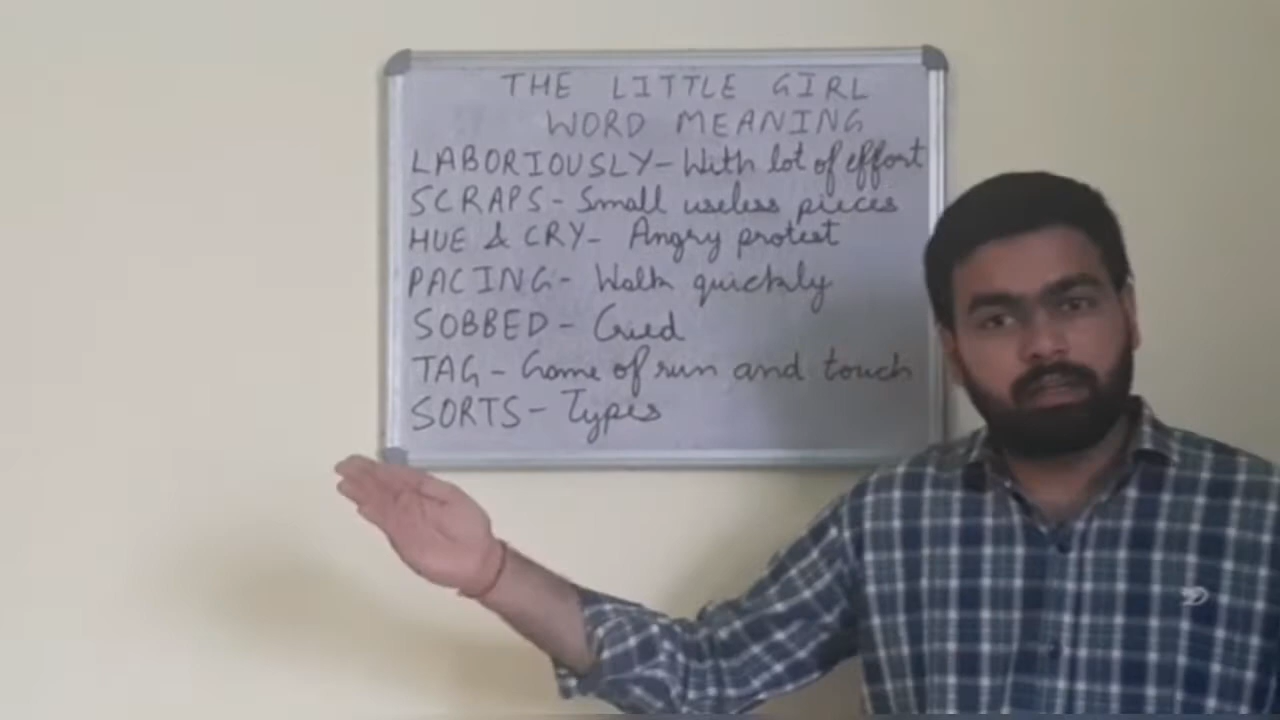 THE LITTLE GIRL
WORD MEANING
LABORIOUSLY - With lot of effort
SCRAPS - Small useless pieces
HUE & CRY - Angry protest
PACING - Walk quickly
SOBBED - Cried
TAG - Game of run and touch
SORTS - Types